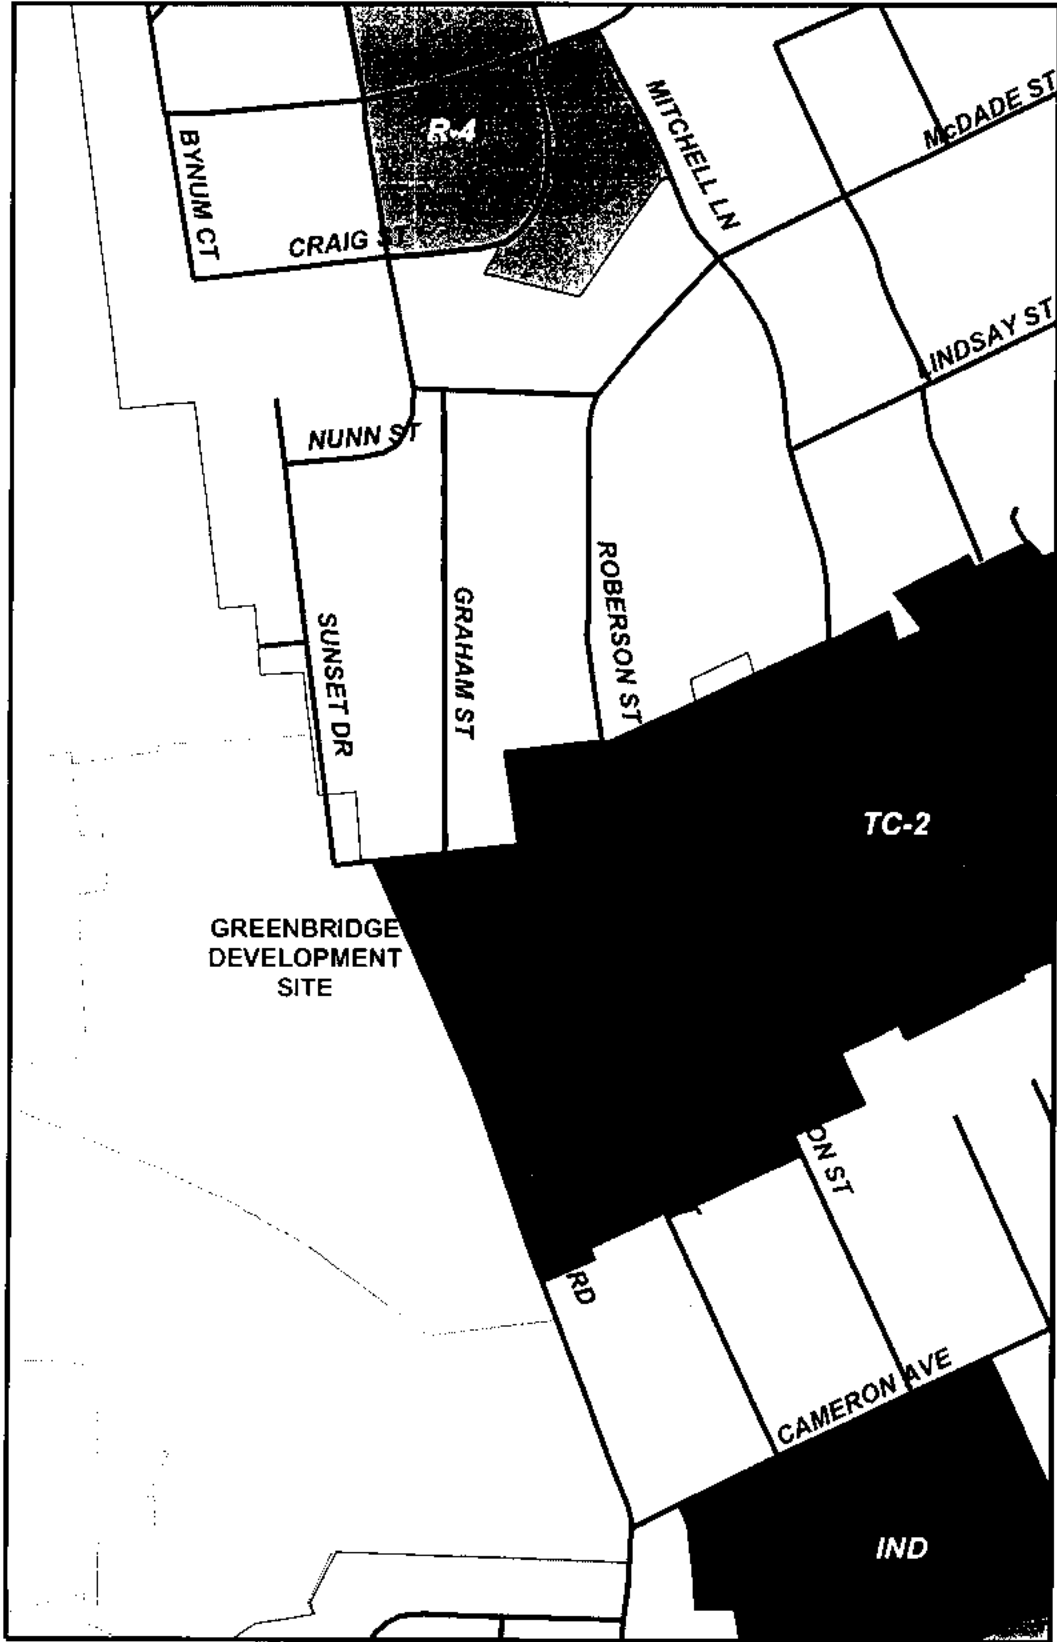 R-4
MITCHELL LN
McDADE ST
BYNUM CT
CRAIG ST
LINDSAY ST
NUNN ST
ROBERSON ST
GRAHAM ST
SUNSET DR
TC-2
GREENBRIDGE
DEVELOPMENT
SITE
ON ST
RD
CAMERON AVE
IND